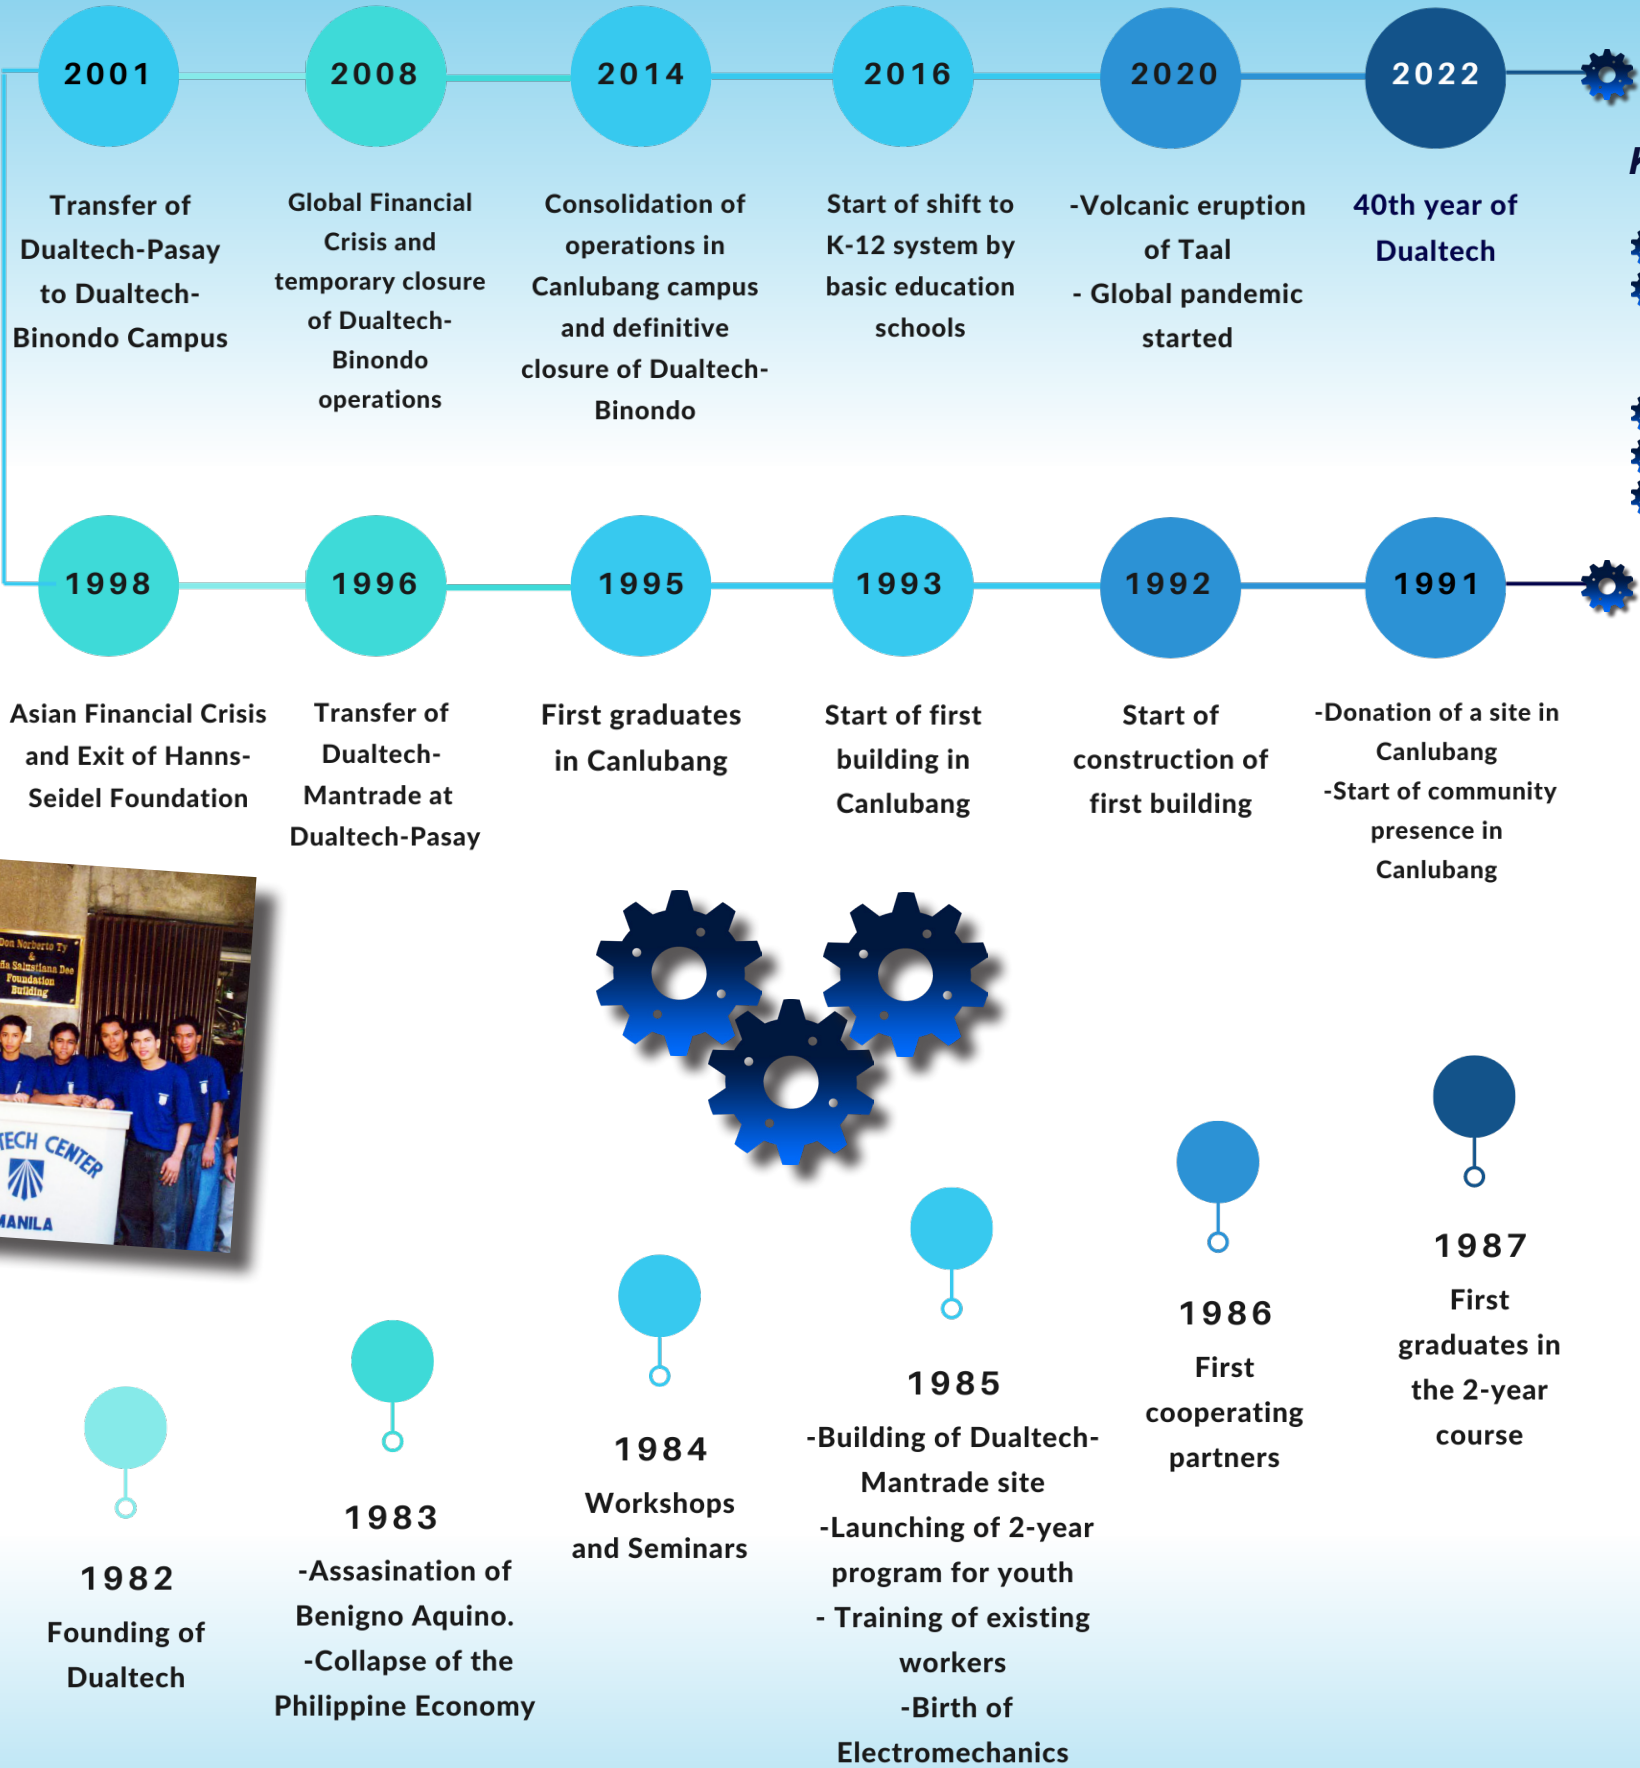 2001
Transfer of
Dualtech-Pasay
to Dualtech-
Binondo Campus
2008
Global Financial
Crisis and
temporary closure
of Dualtech-
Binondo
operations
2014
Consolidation of
operations in
Canlubang campus
and definitive
closure of Dualtech-
Binondo
2016
Start of shift to
K-12 system by
basic education
schools
2020
-Volcanic eruption
of Taal
- Global pandemic
started
2022
40th year of
Dualtech
1998
Asian Financial Crisis
and Exit of Hanns-
Seidel Foundation
1996
Transfer of
Dualtech-
Mantrade at
Dualtech-Pasay
1995
First graduates
in Canlubang
1993
Start of first
building in
Canlubang
1992
Start of
construction of
first building
1991
-Donation of a site in
Canlubang
-Start of community
presence in
Canlubang
Don Norberto Ty
&
ña Salustiana Dee
Foundation
Building
TECH CENTER
MANILA
1982
Founding of
Dualtech
1983
-Assasination of
Benigno Aquino.
-Collapse of the
Philippine Economy
1984
Workshops
and Seminars
1985
-Building of Dualtech-
Mantrade site
-Launching of 2-year
program for youth
- Training of existing
workers
-Birth of
Electromechanics
1986
First
cooperating
partners
1987
First
graduates in
the 2-year
course